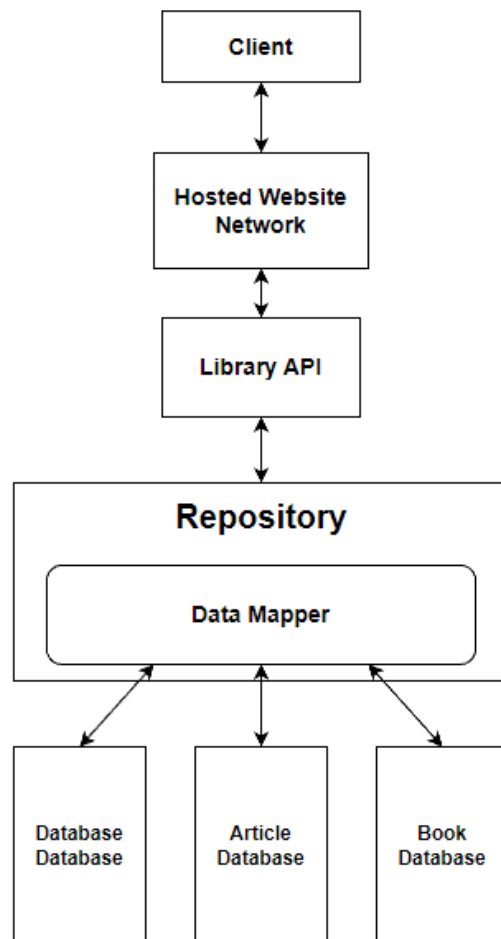 Client
Hosted Website
Network
Library API
Repository
Data Mapper
Database
Database
Article
Database
Book
Database